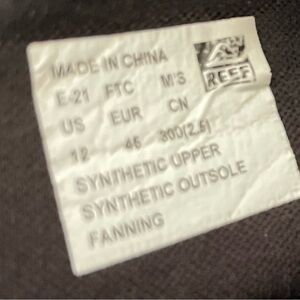 MADE IN CHINA
REEF
E-21 FTC M'S
US EUR CN
12 45 300(2.5)
SYNTHETIC UPPER
SYNTHETIC OUTSOLE
FANNING